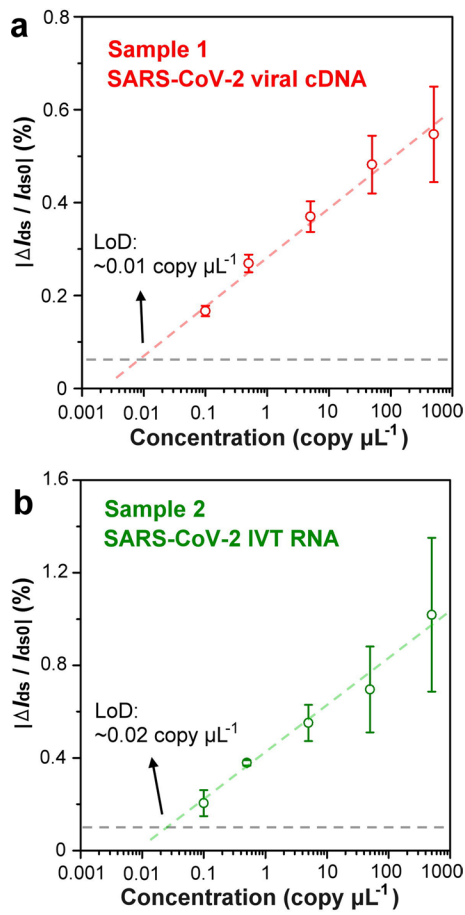 a
Sample 1
SARS-CoV-2 viral cDNA
LoD:
~0.01 copy µL⁻¹
|ΔIds / Ids0| (%)
0.8
0.6
0.4
0.2
0
0.001 0.01 0.1 1 10 100 1000
Concentration (copy µL⁻¹)
b
Sample 2
SARS-CoV-2 IVT RNA
LoD:
~0.02 copy µL⁻¹
|ΔIds / Ids0| (%)
1.6
1.2
0.8
0.4
0
0.001 0.01 0.1 1 10 100 1000
Concentration (copy µL⁻¹)